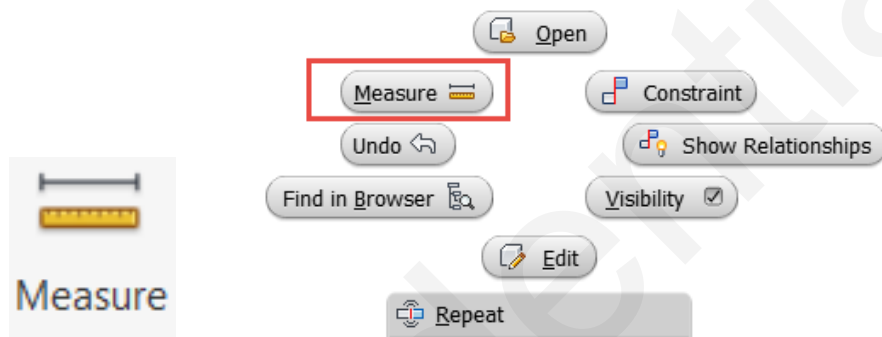 Open
Measure
Constraint
Undo
Show Relationships
Find in Browser
Visibility
Edit
Repeat
Measure